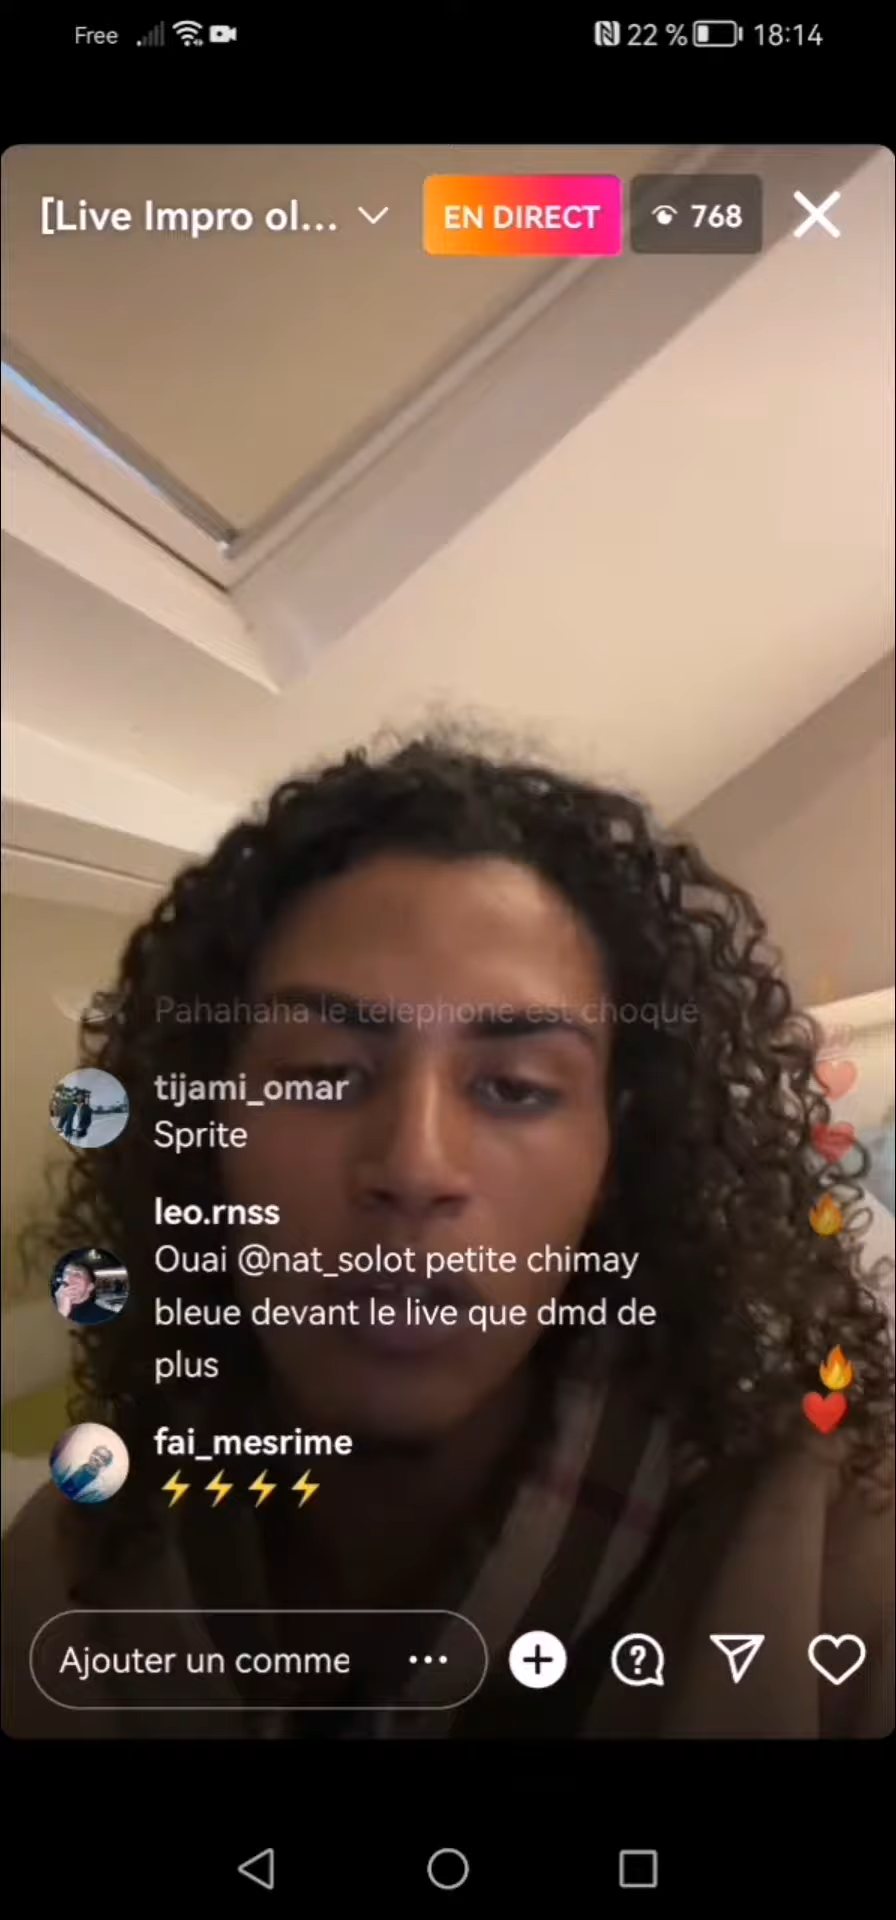 Free 22 % 18:14
[Live Impro ol... EN DIRECT 768
Pahahaha le telephone est choqué
tijami_omar
Sprite
leo.rnss
Ouai @nat_solot petite chimay
bleue devant le live que dmd de
plus
fai_mesrime
⚡⚡⚡⚡
Ajouter un comme